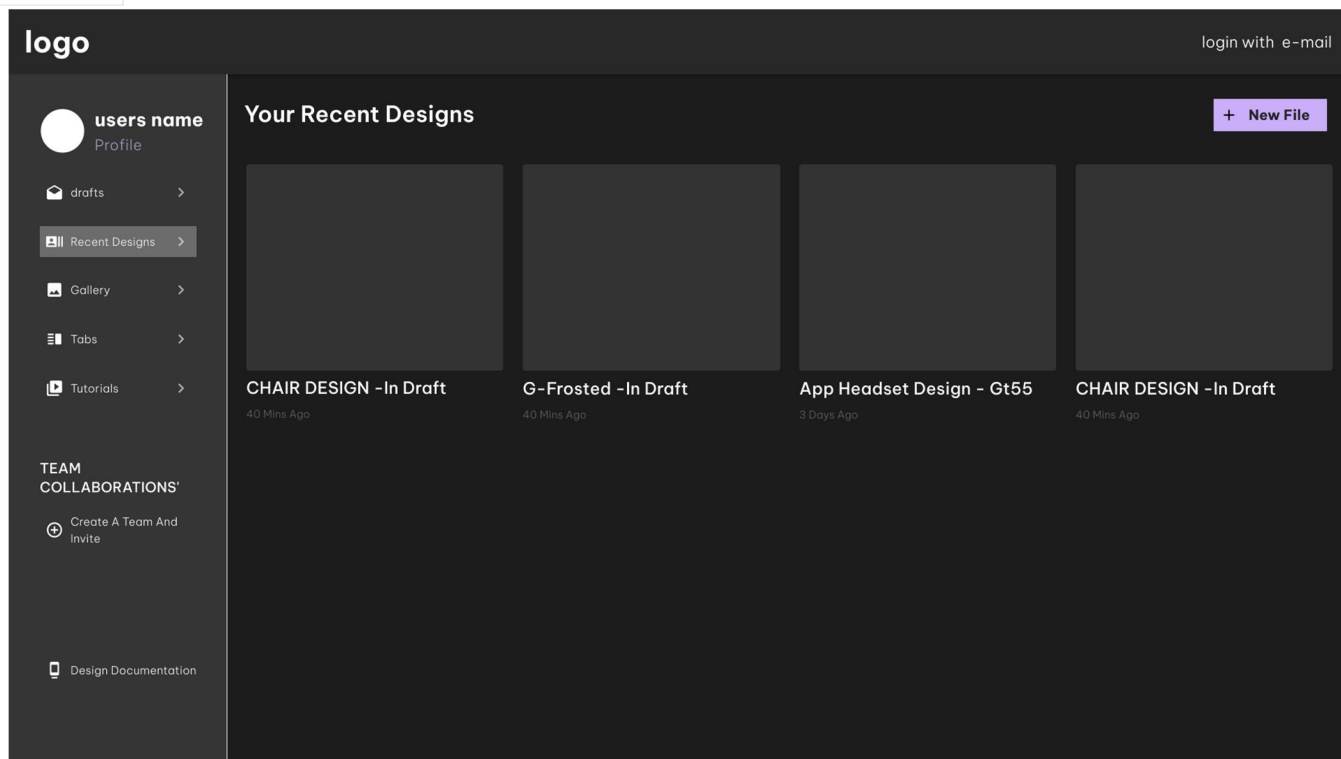 logo
login with e-mail
users name
Profile
drafts
Recent Designs
Gallery
Tabs
Tutorials
TEAM
COLLABORATIONS'
Create A Team And
Invite
Design Documentation
Your Recent Designs
+ New File
CHAIR DESIGN -In Draft
40 Mins Ago
G-Frosted -In Draft
40 Mins Ago
App Headset Design - Gt55
3 Days Ago
CHAIR DESIGN -In Draft
40 Mins Ago